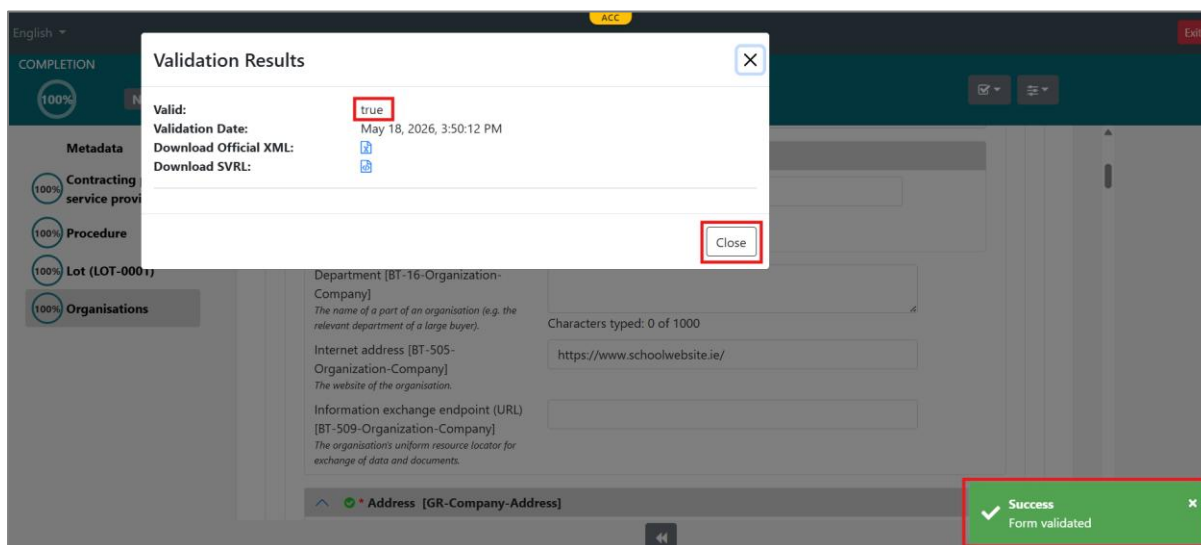 ACC
English
Exit
COMPLETION
100%
N
Validation Results
Valid: true
Validation Date: May 18, 2026, 3:50:12 PM
Download Official XML:
Download SVRL:
Close
Metadata
100% Contracting
service provi
100% Procedure
100% Lot (LOT-0001)
100% Organisations
Department [BT-16-Organization-
Company]
The name of a part of an organisation (e.g. the
relevant department of a large buyer).
Characters typed: 0 of 1000
Internet address [BT-505-
Organization-Company]
The website of the organisation.
https://www.schoolwebsite.ie/
Information exchange endpoint (URL)
[BT-509-Organization-Company]
The organisation's uniform resource locator for
exchange of data and documents.
* Address [GR-Company-Address]
Success
Form validated